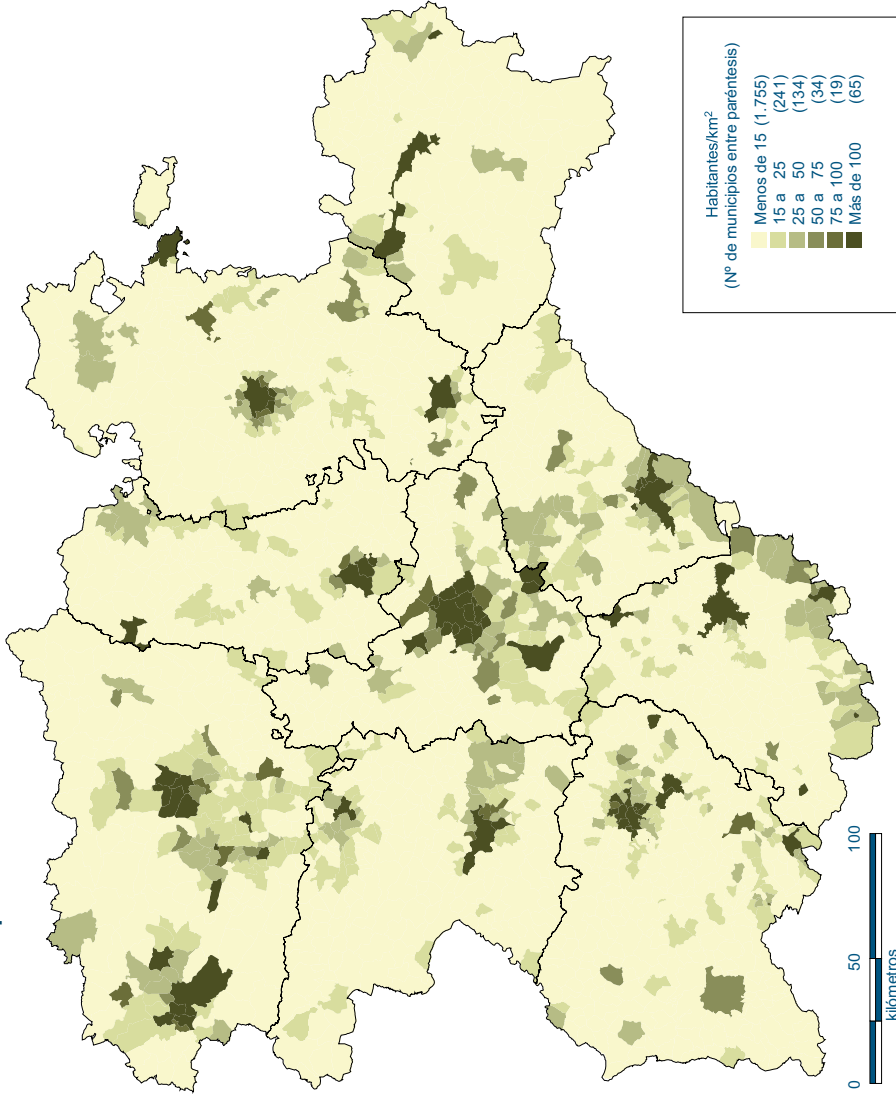 Habitantes/km²
(Nº de municipios entre paréntesis)
Menos de 15 (1.755)
15 a 25 (241)
25 a 50 (134)
50 a 75 (34)
75 a 100 (19)
Más de 100 (65)
0 50 100
kilómetros